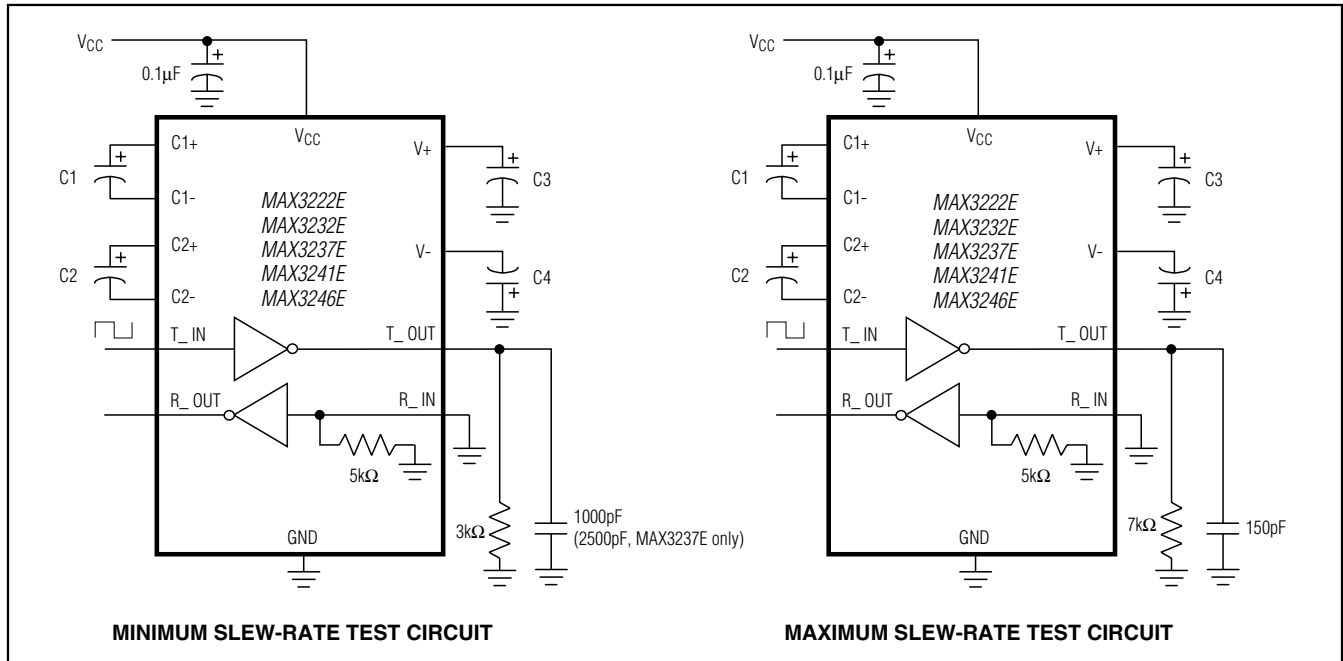 VCC
0.1µF
VCC
C1+
V+
C1
C3
C1-
MAX3222E
MAX3232E
C2+
MAX3237E
V-
C2
MAX3241E
C4
C2-
MAX3246E
T_ IN
T_ OUT
R_ OUT
R_ IN
5kΩ
3kΩ
1000pF
(2500pF, MAX3237E only)
GND
MINIMUM SLEW-RATE TEST CIRCUIT
VCC
0.1µF
VCC
C1+
V+
C1
C3
C1-
MAX3222E
MAX3232E
C2+
MAX3237E
V-
C2
MAX3241E
C4
C2-
MAX3246E
T_ IN
T_ OUT
R_ OUT
R_ IN
5kΩ
7kΩ
150pF
GND
MAXIMUM SLEW-RATE TEST CIRCUIT